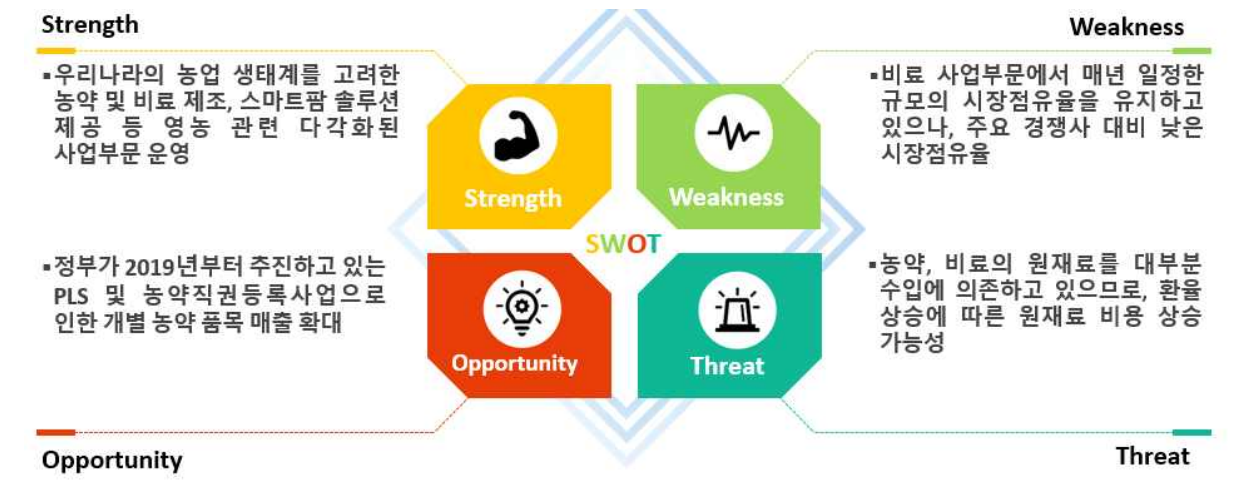 Strength
▪우리나라의 농업 생태계를 고려한
농약 및 비료 제조, 스마트팜 솔루션
제공 등 영농 관련 다각화된
사업부문 운영
Weakness
▪비료 사업부문에서 매년 일정한
규모의 시장점유율을 유지하고
있으나, 주요 경쟁사 대비 낮은
시장점유율
Strength
Weakness
SWOT
Opportunity
Threat
▪정부가 2019년부터 추진하고 있는
PLS 및 농약직권등록사업으로
인한 개별 농약 품목 매출 확대
Opportunity
▪농약, 비료의 원재료를 대부분
수입에 의존하고 있으므로, 환율
상승에 따른 원재료 비용 상승
가능성
Threat